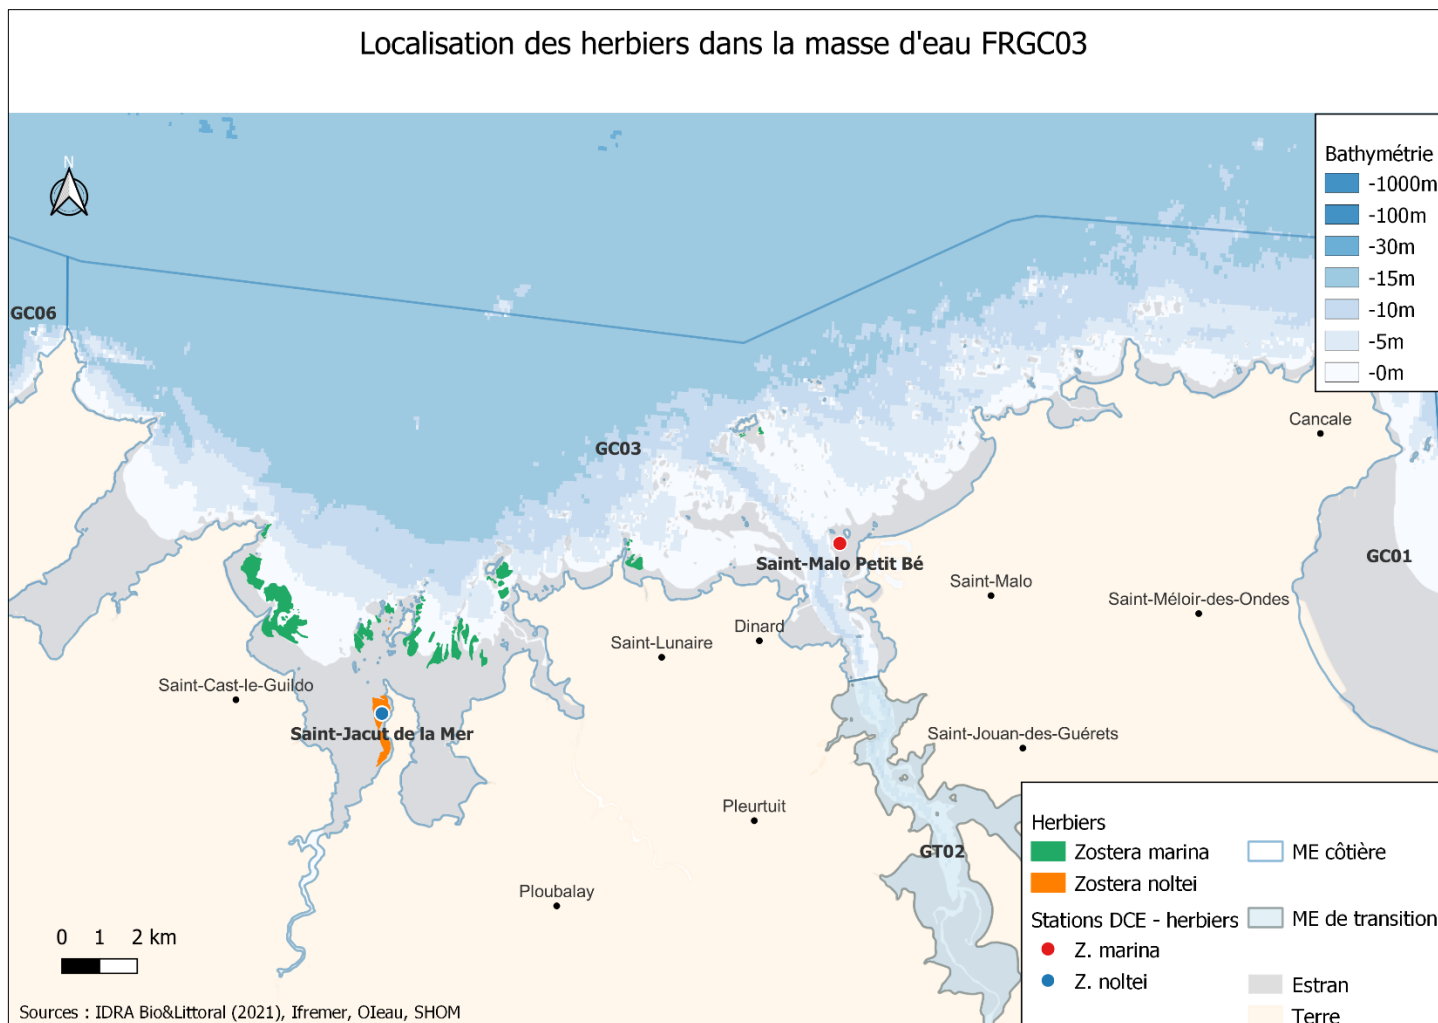 Localisation des herbiers dans la masse d'eau FRGC03
N
Bathymétrie
-1000m
-100m
-30m
-15m
-10m
-5m
-0m
GC06
Cancale
GC03
GC01
Saint-Malo Petit Bé
Saint-Malo
Saint-Méloir-des-Ondes
Dinard
Saint-Lunaire
Saint-Cast-le-Guildo
Saint-Jacut de la Mer
Saint-Jouan-des-Guérets
Pleurtuit
GT02
Ploubalay
Herbiers
Zostera marina
ME côtière
Zostera noltei
Stations DCE - herbiers
ME de transition
Z. marina
Z. noltei
Estran
Terre
0 1 2 km
Sources : IDRA Bio&Littoral (2021), Ifremer, OIeau, SHOM